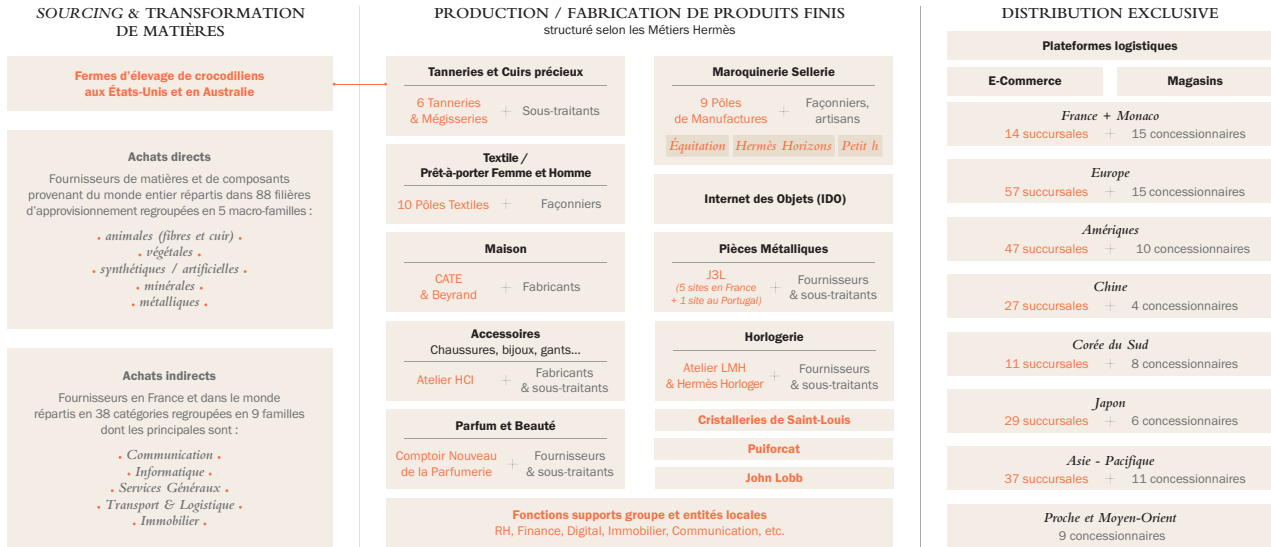 SOURCING & TRANSFORMATION
DE MATIÈRES
Fermes d’élevage de crocodiliens
aux États-Unis et en Australie
Achats directs
Fournisseurs de matières et de composants
provenant du monde entier répartis dans 88 filières
d’approvisionnement regroupées en 5 macro-familles :
• animales (fibres et cuir) •
• végétales •
• synthétiques / artificielles •
• minérales •
• métalliques •
Achats indirects
Fournisseurs en France et dans le monde
répartis en 38 catégories regroupées en 9 familles
dont les principales sont :
• Communication •
• Informatique •
• Services Généraux •
• Transport & Logistique •
• Immobilier •
PRODUCTION / FABRICATION DE PRODUITS FINIS
structuré selon les Métiers Hermès
Tanneries et Cuirs précieux
6 Tanneries
& Mégisseries
+ Sous-traitants
Textile /
Prêt-à-porter Femme et Homme
10 Pôles Textiles + Façonniers
Maison
CATE
& Beyrand
+ Fabricants
Accessoires
Chaussures, bijoux, gants...
Atelier HCI +
Fabricants
& sous-traitants
Parfum et Beauté
Comptoir Nouveau
de la Parfumerie
+
Fournisseurs
& sous-traitants
Maroquinerie Sellerie
9 Pôles
de Manufactures
+
Façonniers,
artisans
Équitation Hermès Horizons Petit h
Internet des Objets (IDO)
Pièces Métalliques
J3L
(5 sites en France
+ 1 site au Portugal)
+
Fournisseurs
& sous-traitants
Horlogerie
Atelier LMH
& Hermès Horloger
+
Fournisseurs
& sous-traitants
Cristalleries de Saint-Louis
Puiforcat
John Lobb
Fonctions supports groupe et entités locales
RH, Finance, Digital, Immobilier, Communication, etc.
DISTRIBUTION EXCLUSIVE
Plateformes logistiques
E-Commerce Magasins
France + Monaco
14 succursales + 15 concessionnaires
Europe
57 succursales + 15 concessionnaires
Amériques
47 succursales + 10 concessionnaires
Chine
27 succursales + 4 concessionnaires
Corée du Sud
11 succursales + 8 concessionnaires
Japon
29 succursales + 6 concessionnaires
Asie - Pacifique
37 succursales + 11 concessionnaires
Proche et Moyen-Orient
9 concessionnaires